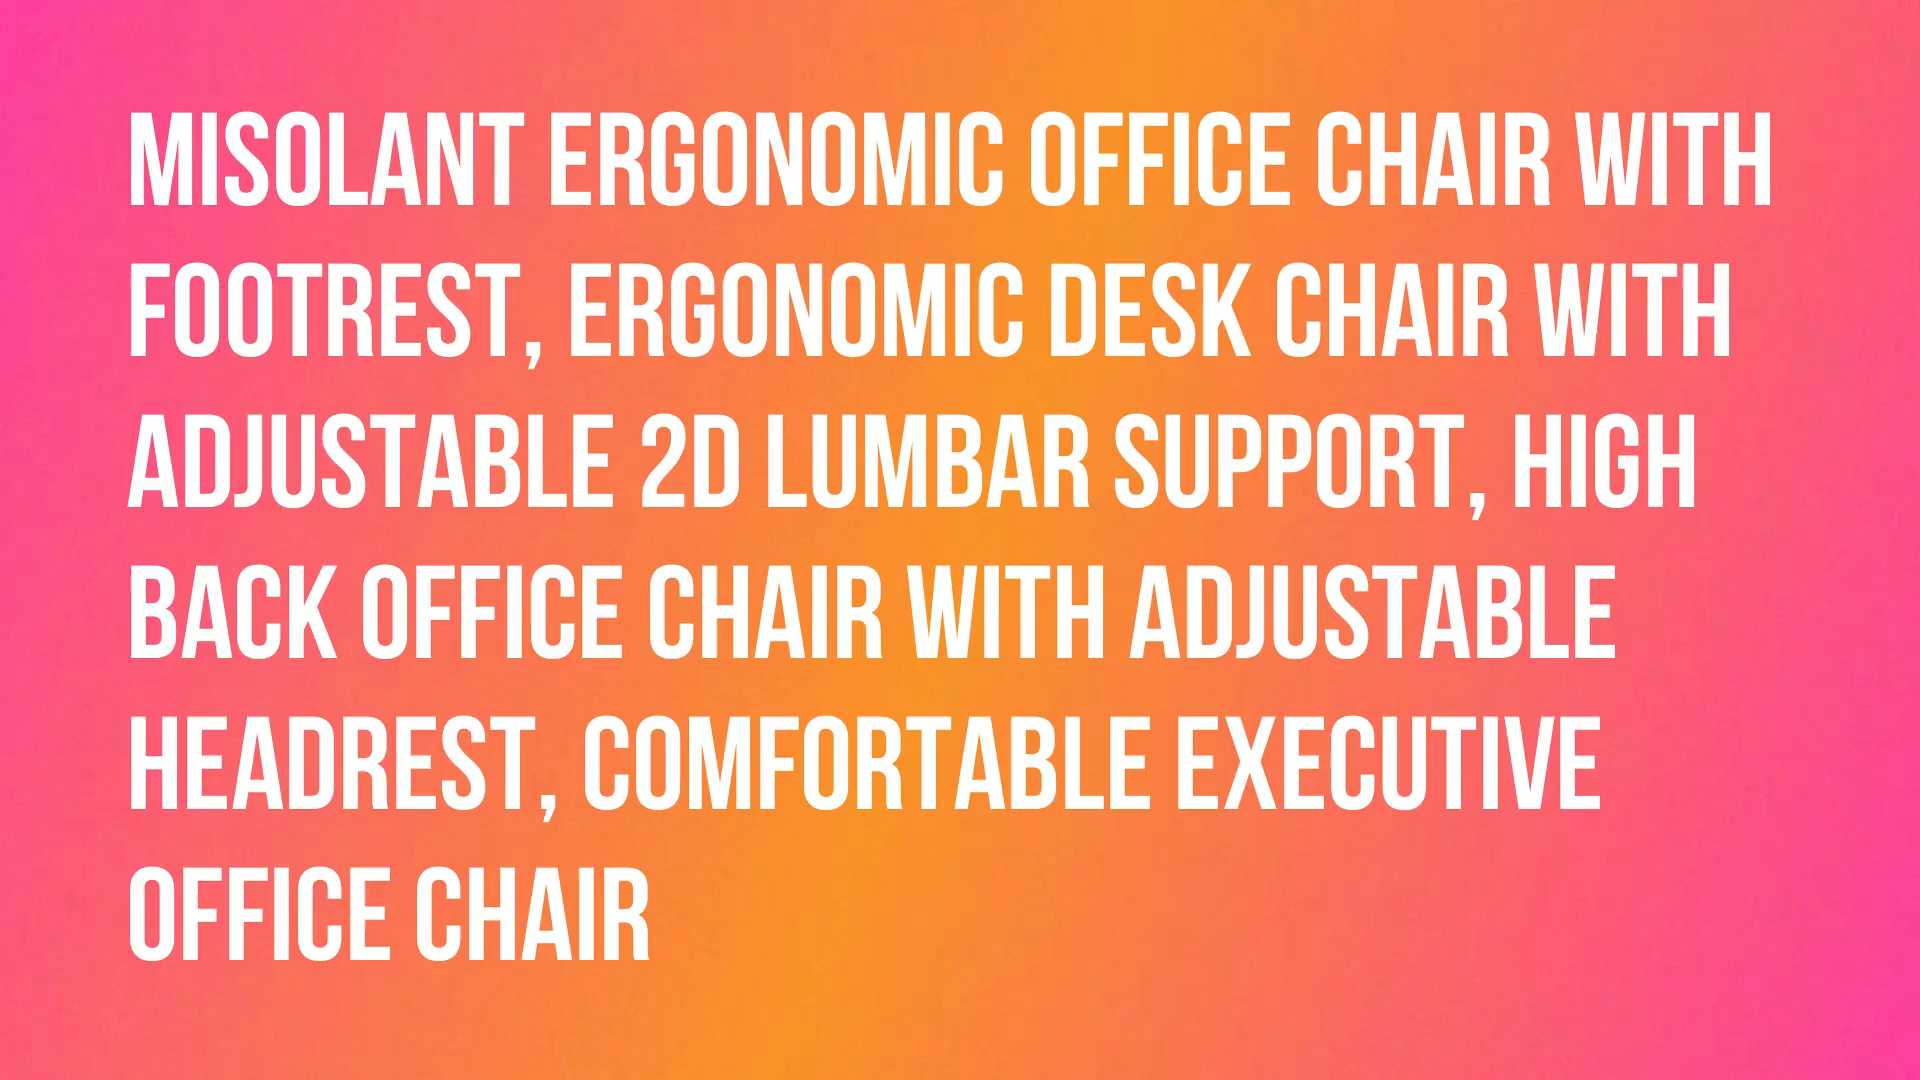 MISOLANT ERGONOMIC OFFICE CHAIR WITH
FOOTREST, ERGONOMIC DESK CHAIR WITH
ADJUSTABLE 2D LUMBAR SUPPORT, HIGH
BACK OFFICE CHAIR WITH ADJUSTABLE
HEADREST, COMFORTABLE EXECUTIVE
OFFICE CHAIR